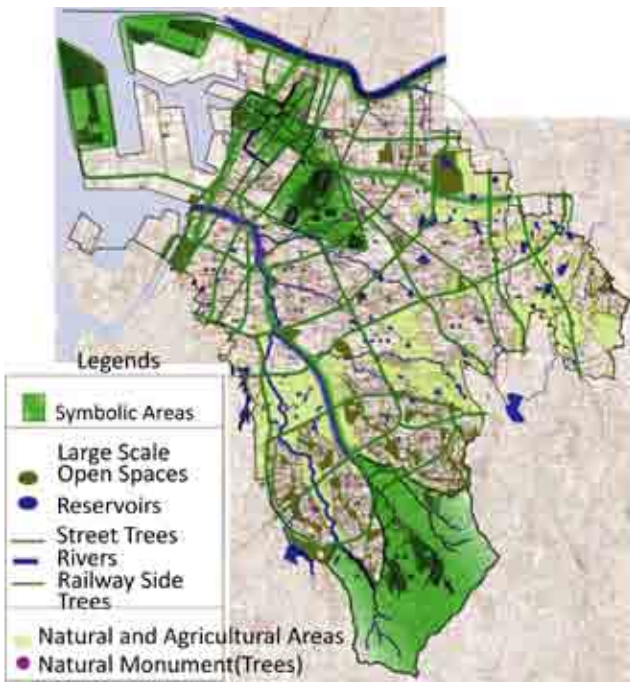 Legends
Symbolic Areas
Large Scale
Open Spaces
Reservoirs
Street Trees
Rivers
Railway Side
Trees
Natural and Agricultural Areas
Natural Monument(Trees)